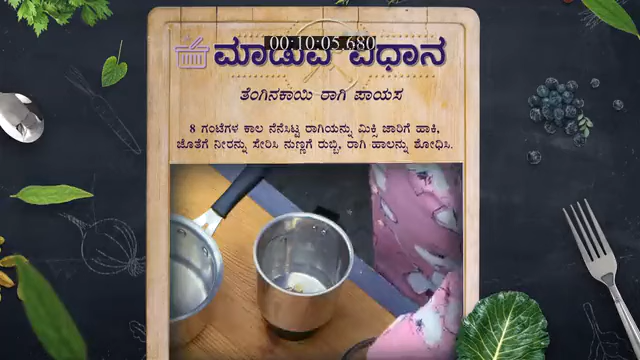 00:10:05.680
ಮಾಡುವ ವಿಧಾನ
ತೆಂಗಿನಕಾಯಿ ರಾಗಿ ಪಾಯಸ
8 ಗಂಟೆಗಳ ಕಾಲ ನೆನೆಸಿಟ್ಟ ರಾಗಿಯನ್ನು ಮಿಕ್ಸಿ ಜಾರಿಗೆ ಹಾಕಿ,
ಜೊತೆಗೆ ನೀರನ್ನು ಸೇರಿಸಿ ನುಣ್ಣಗೆ ರುಬ್ಬಿ, ರಾಗಿ ಹಾಲನ್ನು ಶೋಧಿಸಿ.